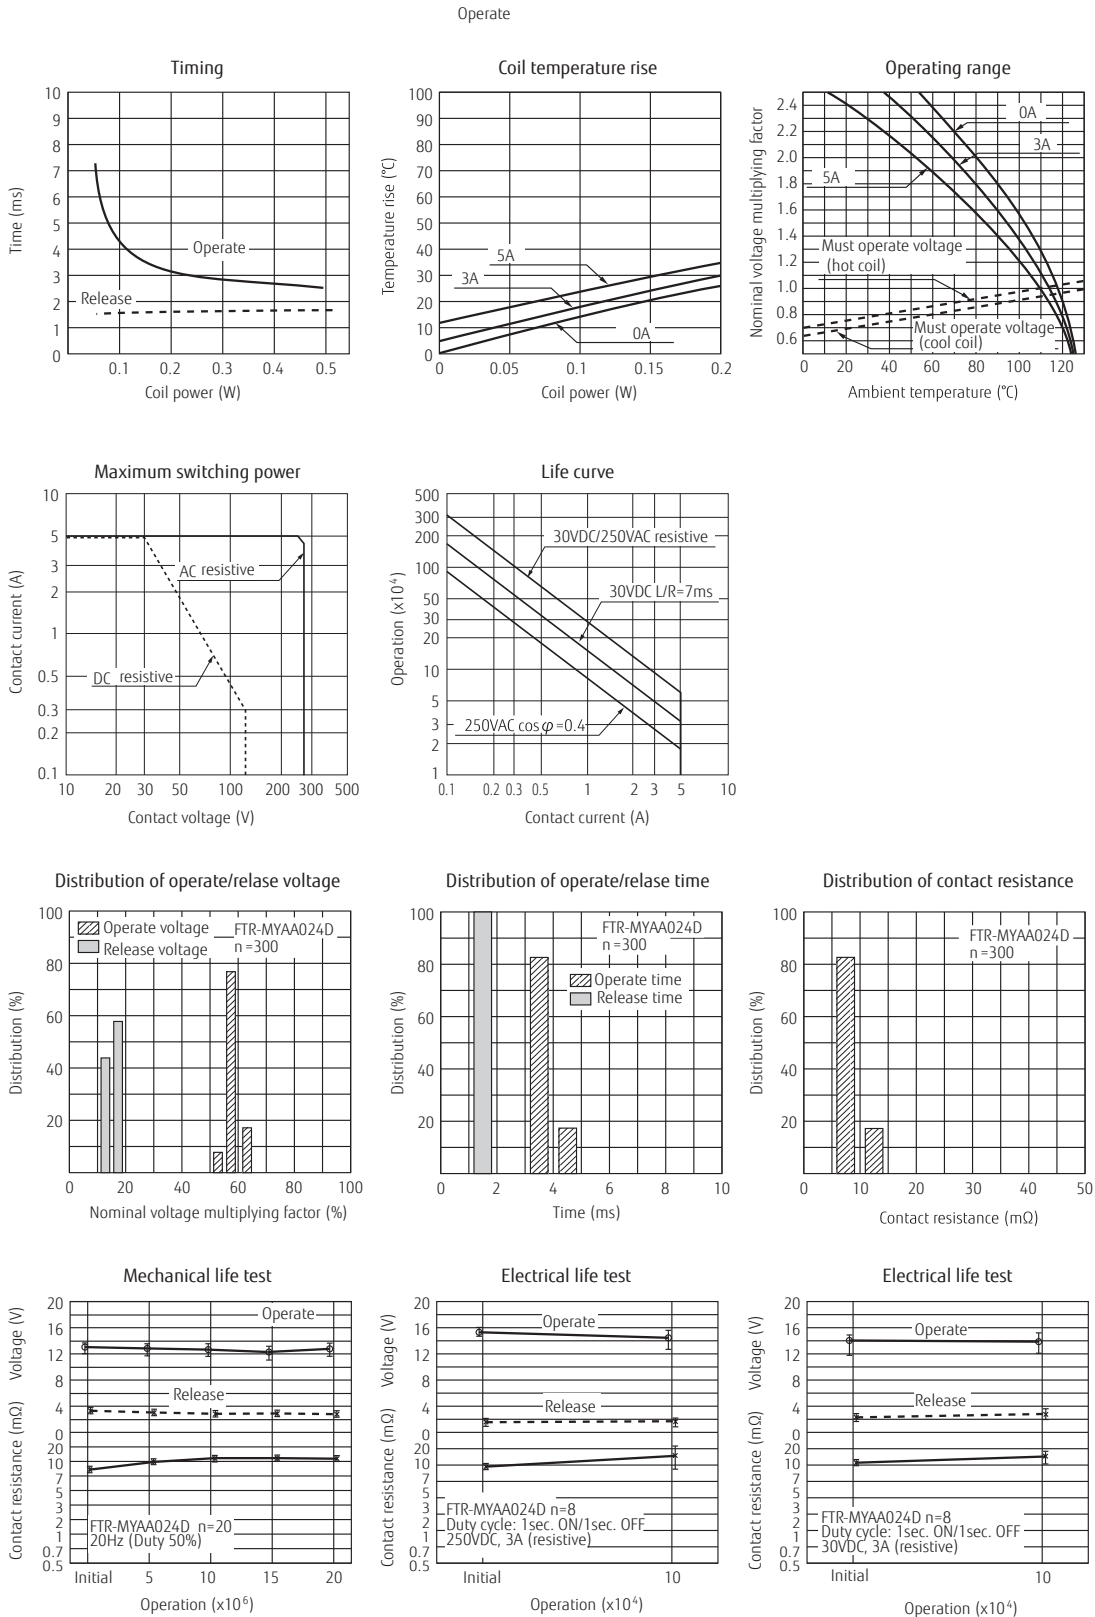 Operate
Timing
10
9
8
7
6
5
4
3
2
1
0
Time (ms)
Operate
Release
0.1 0.2 0.3 0.4 0.5
Coil power (W)
Coil temperature rise
100
90
80
70
60
50
40
30
20
10
0
Temperature rise (°C)
5A
3A
0A
0 0.05 0.1 0.15 0.2
Coil power (W)
Operating range
2.4
2.2
2.0
1.8
1.6
1.4
1.2
1.0
0.8
0.6
Nominal voltage multiplying factor
0A
3A
5A
Must operate voltage
(hot coil)
Must operate voltage
(cool coil)
0 20 40 60 80 100 120
Ambient temperature (°C)
Maximum switching power
10
5
3
2
1
0.5
0.3
0.2
0.1
Contact current (A)
AC resistive
DC resistive
10 20 30 50 100 200 300 500
Contact voltage (V)
Life curve
500
300
200
100
50
30
20
10
5
3
2
1
Operation (x10⁴)
30VDC/250VAC resistive
30VDC L/R=7ms
250VAC cosφ=0.4
0.1 0.2 0.3 0.5 1 2 3 5 10
Contact current (A)
Distribution of operate/relase voltage
100
80
60
40
20
Distribution (%)
Operate voltage
Release voltage
FTR-MYAA024D
n =300
0 20 40 60 80 100
Nominal voltage multiplying factor (%)
Distribution of operate/relase time
100
80
60
40
20
Distribution (%)
FTR-MYAA024D
n =300
Operate time
Release time
0 2 4 6 8 10
Time (ms)
Distribution of contact resistance
100
80
60
40
20
Distribution (%)
FTR-MYAA024D
n =300
0 10 20 30 40 50
Contact resistance (mΩ)
Mechanical life test
20
16
12
8
4
0
20
10
7
5
3
2
1
0.7
0.5
Voltage (V)
Contact resistance (mΩ)
Operate
Release
FTR-MYAA024D n=20
20Hz (Duty 50%)
Initial 5 10 15 20
Operation (x10⁶)
Electrical life test
20
16
12
8
4
0
20
10
7
5
3
2
1
0.7
0.5
Voltage (V)
Contact resistance (mΩ)
Operate
Release
FTR-MYAA024D n=8
Duty cycle: 1sec. ON/1sec. OFF
250VDC, 3A (resistive)
Initial 10
Operation (x10⁴)
Electrical life test
20
16
12
8
4
0
20
10
7
5
3
2
1
0.7
0.5
Voltage (V)
Contact resistance (mΩ)
Operate
Release
FTR-MYAA024D n=8
Duty cycle: 1sec. ON/1sec. OFF
30VDC, 3A (resistive)
Initial 10
Operation (x10⁴)